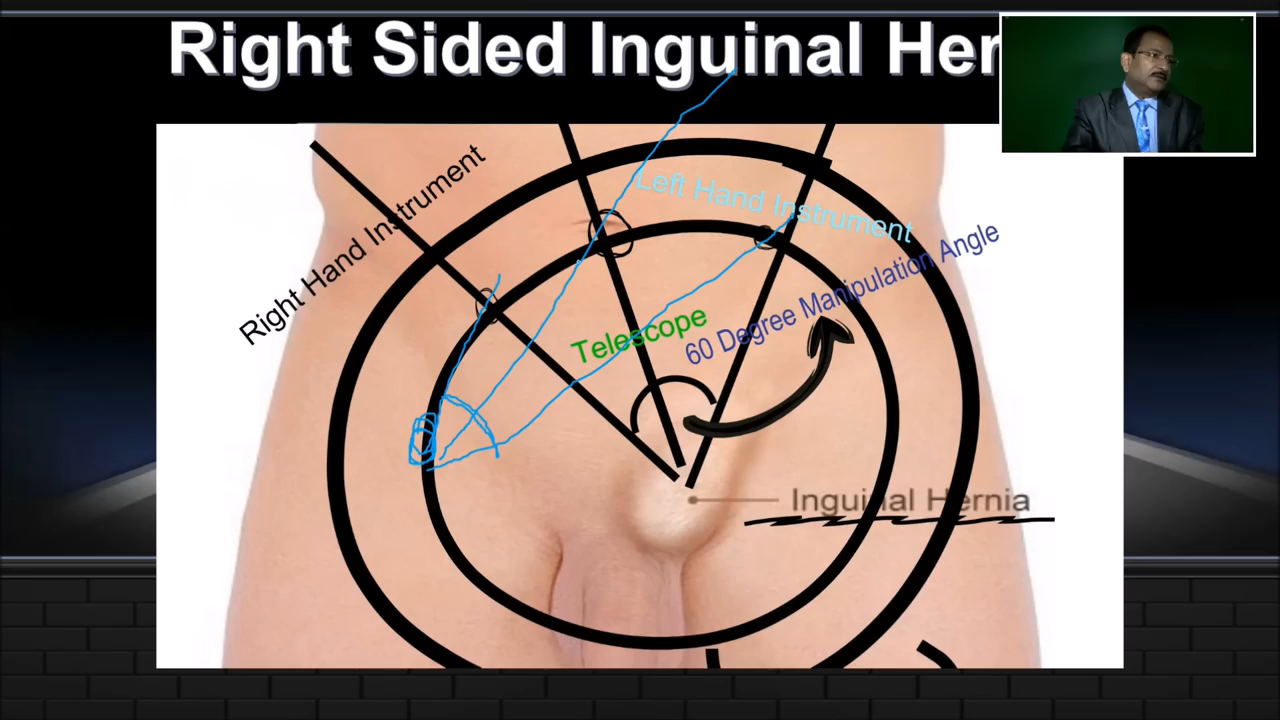 Right Sided Inguinal Her
Right Hand Instrument
Left Hand Instrument
60 Degree Manipulation Angle
Telescope
Inguinal Hernia